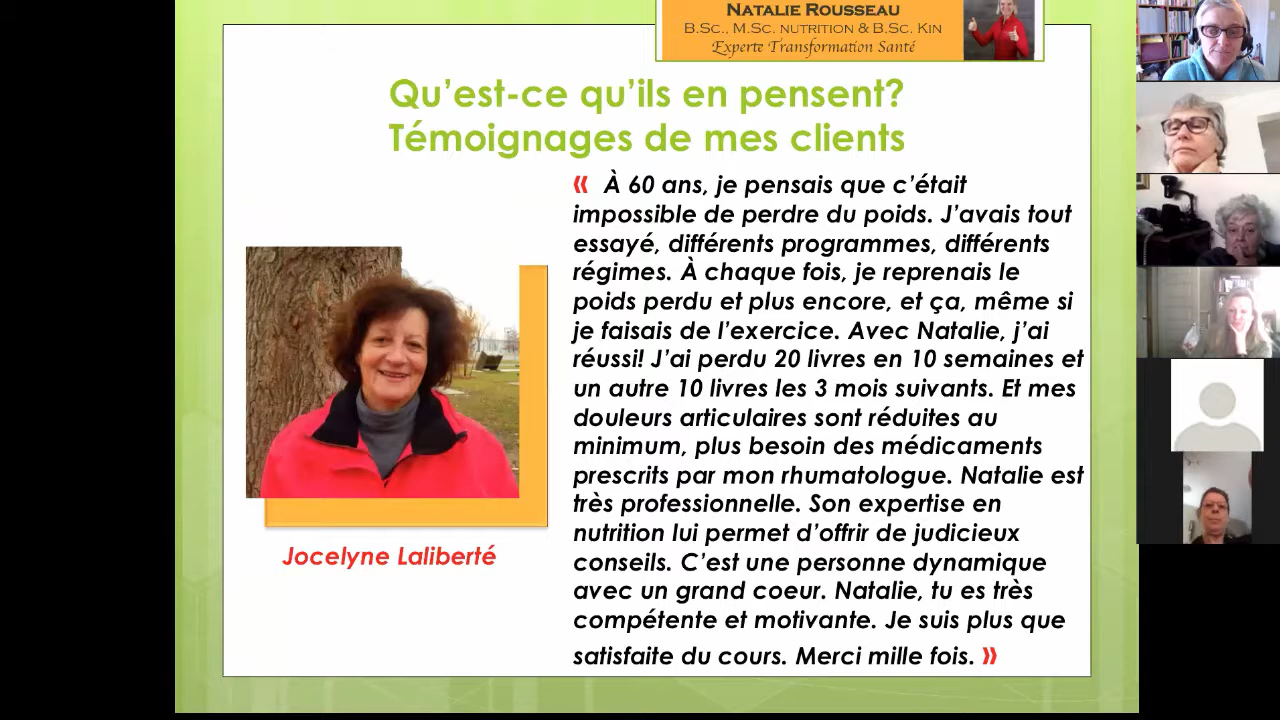 NATALIE ROUSSEAU
B.SC., M.SC. NUTRITION & B.SC. KIN
Experte Transformation Santé
Qu’est-ce qu’ils en pensent?
Témoignages de mes clients
« À 60 ans, je pensais que c’était
impossible de perdre du poids. J’avais tout
essayé, différents programmes, différents
régimes. À chaque fois, je reprenais le
poids perdu et plus encore, et ça, même si
je faisais de l’exercice. Avec Natalie, j’ai
réussi! J’ai perdu 20 livres en 10 semaines et
un autre 10 livres les 3 mois suivants. Et mes
douleurs articulaires sont réduites au
minimum, plus besoin des médicaments
prescrits par mon rhumatologue. Natalie est
très professionnelle. Son expertise en
nutrition lui permet d’offrir de judicieux
conseils. C’est une personne dynamique
avec un grand coeur. Natalie, tu es très
compétente et motivante. Je suis plus que
satisfaite du cours. Merci mille fois. »
Jocelyne Laliberté